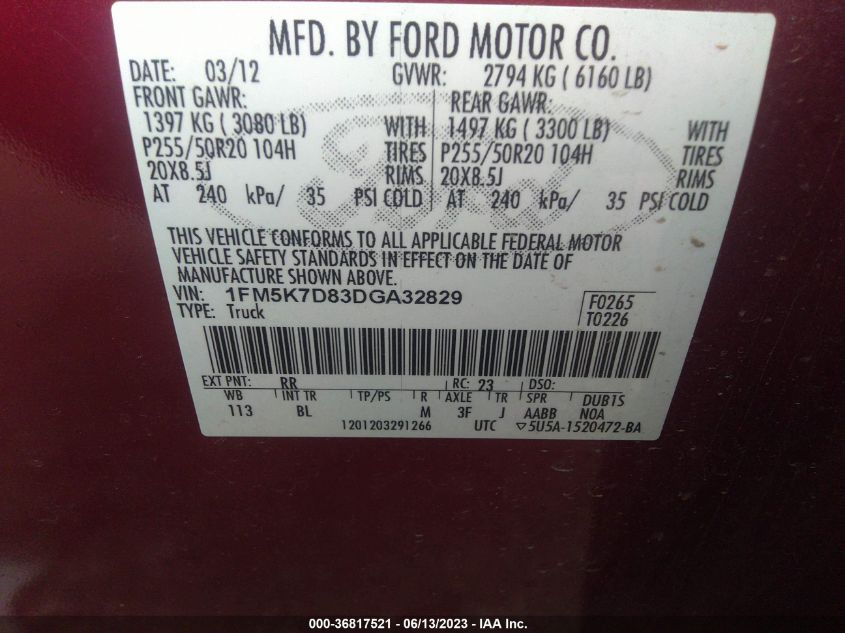 MFD. BY FORD MOTOR CO.
DATE: 03/12 GVWR: 2794 KG ( 6160 LB)
FRONT GAWR: REAR GAWR:
1397 KG ( 3080 LB) WITH 1497 KG ( 3300 LB) WITH
P255/50R20 104H TIRES P255/50R20 104H TIRES
20X8.5J RIMS 20X8.5J RIMS
AT 240 kPa/ 35 PSI COLD AT 240 kPa/ 35 PSI COLD
Ford
THIS VEHICLE CONFORMS TO ALL APPLICABLE FEDERAL MOTOR
VEHICLE SAFETY STANDARDS IN EFFECT ON THE DATE OF
MANUFACTURE SHOWN ABOVE.
VIN: 1FM5K7D83DGA32829 F0265
TYPE: Truck T0226
EXT PNT: RR RC: 23 DSO:
WB INT TR TP/PS R AXLE TR SPR DUBTS
113 BL M 3F J AABB NOA
1201203291266 UTC ▽5U5A-1520472-BA
000-36817521 - 06/13/2023 - IAA Inc.